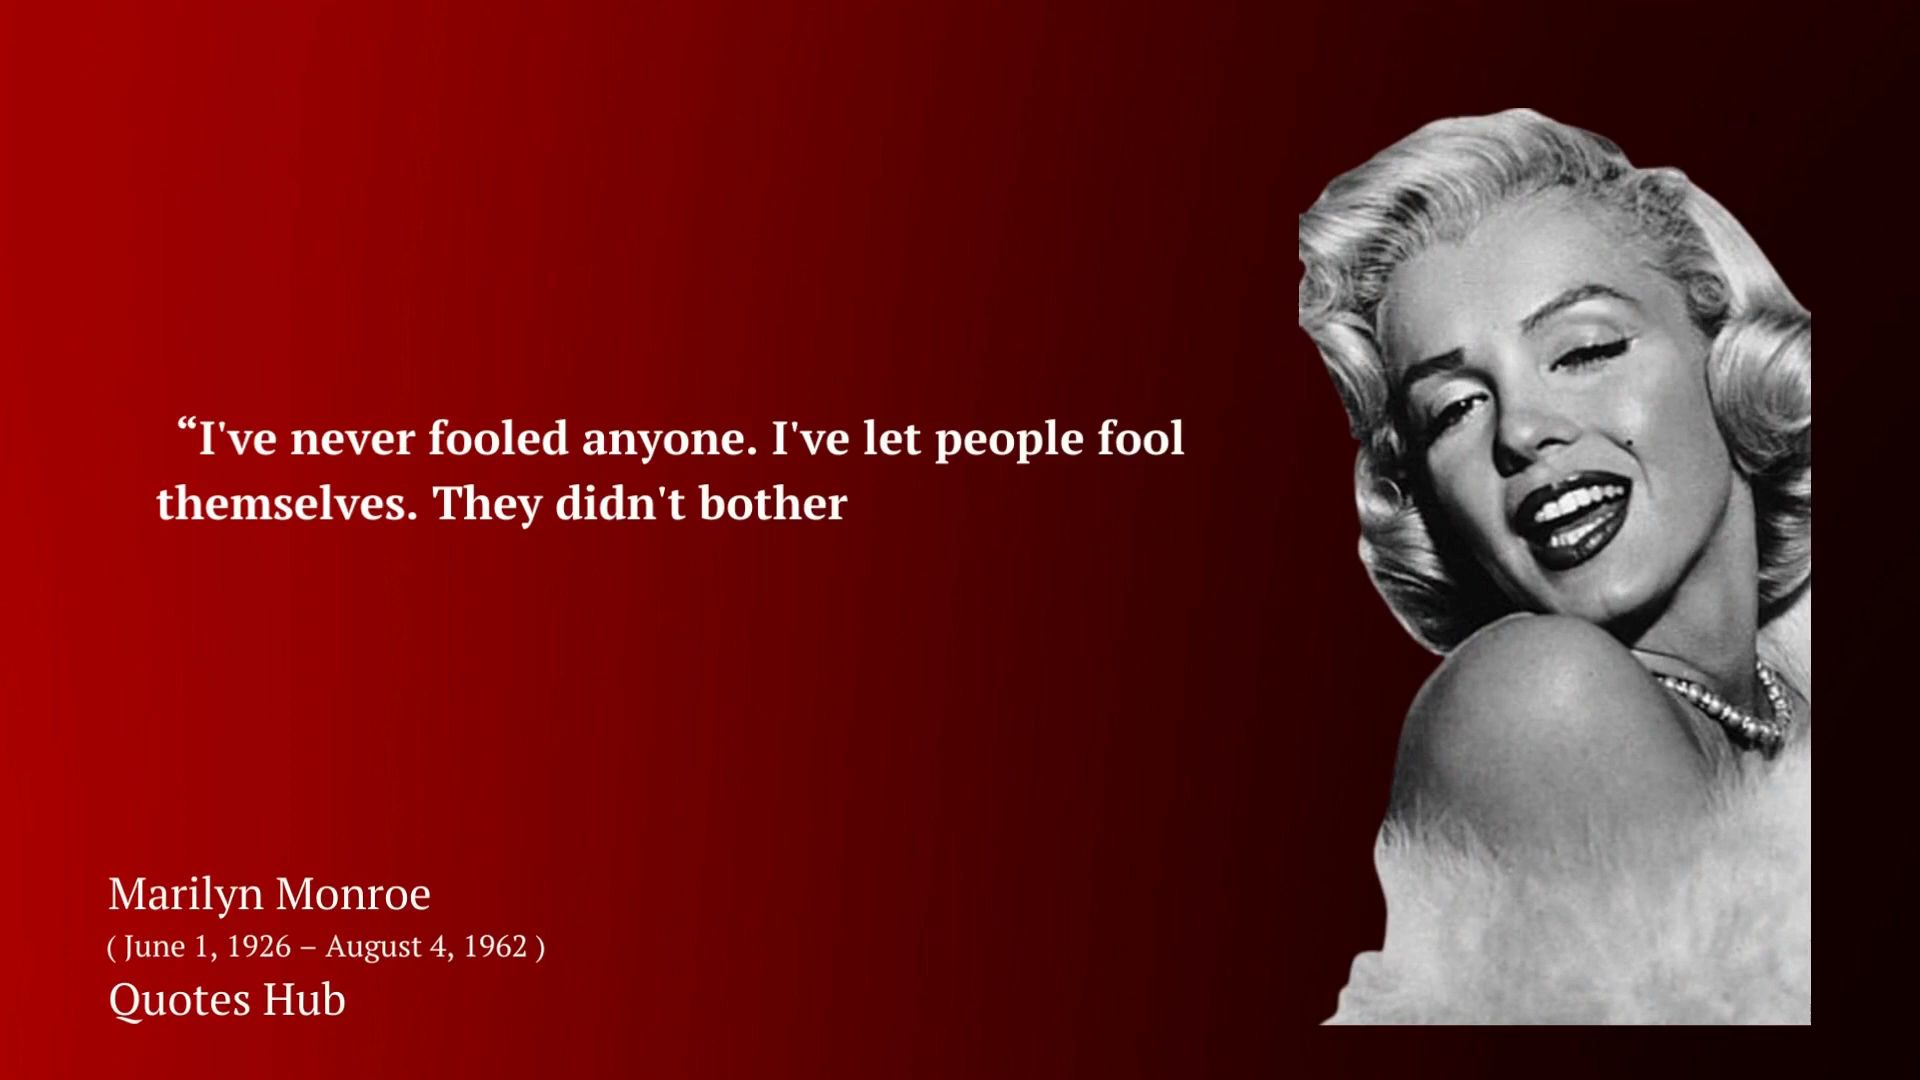 “I've never fooled anyone. I've let people fool
themselves. They didn't bother
Marilyn Monroe
( June 1, 1926 – August 4, 1962 )
Quotes Hub